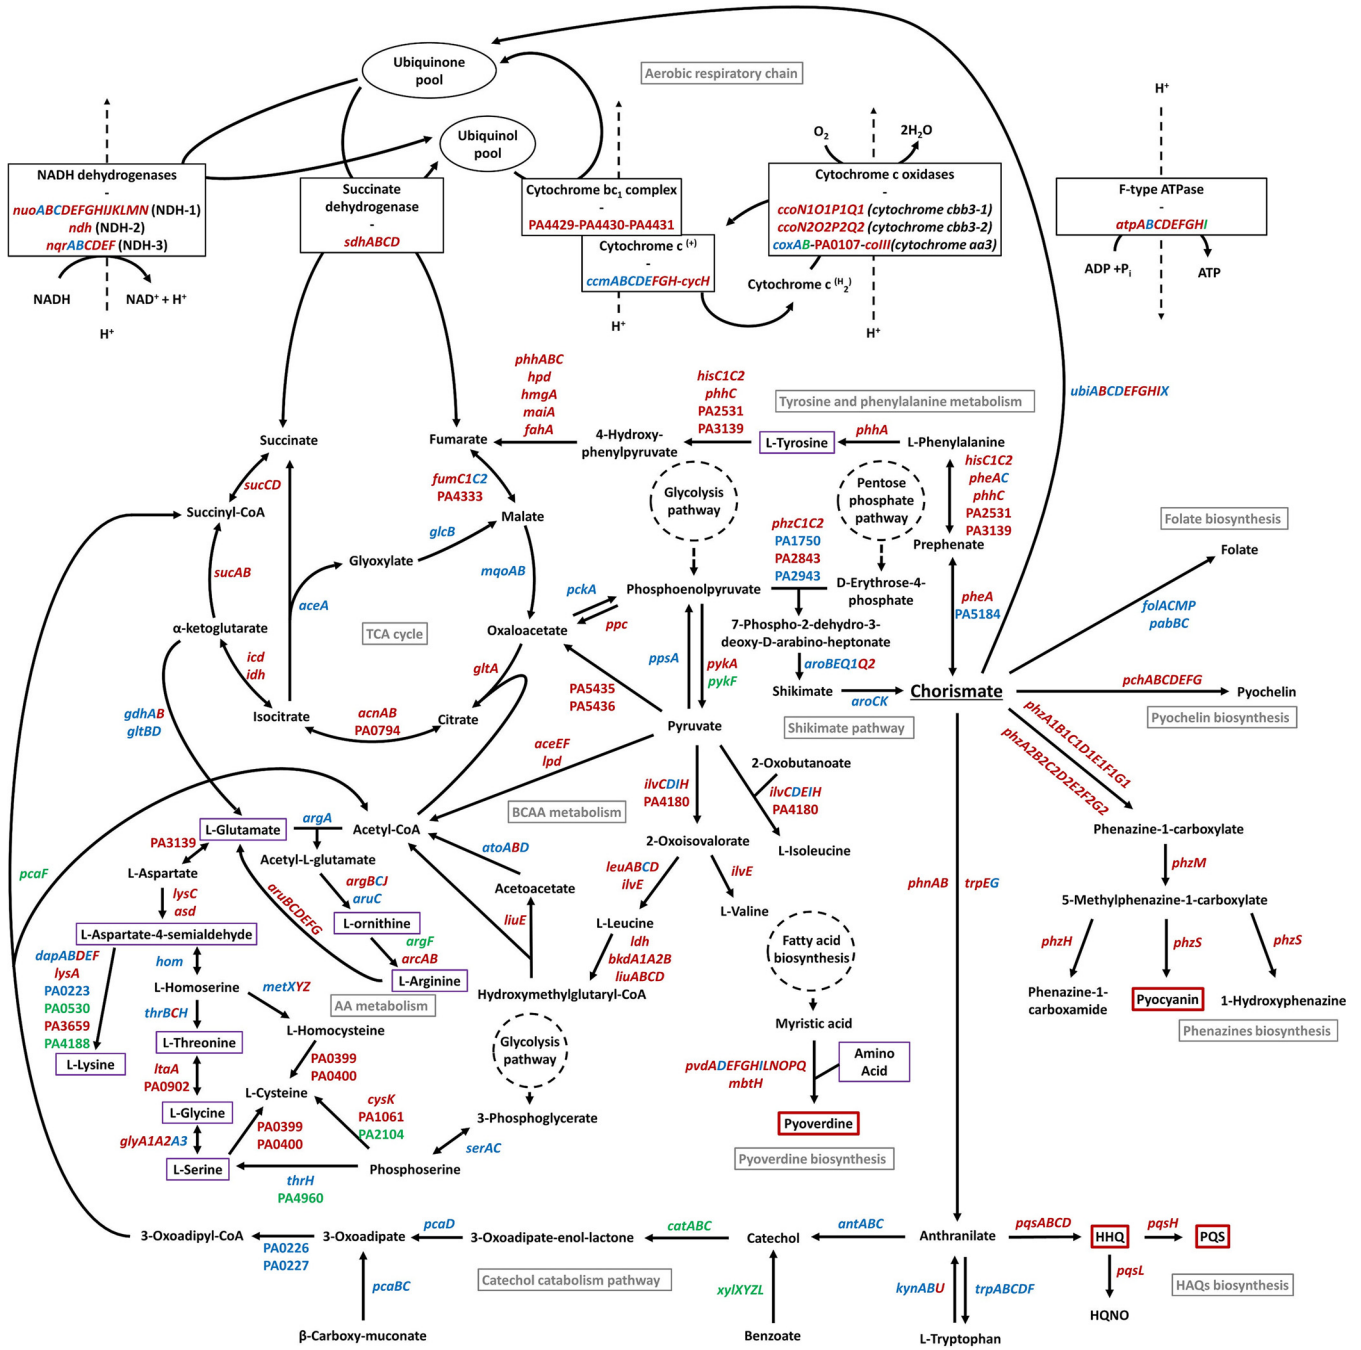 Ubiquinone
pool
Aerobic respiratory chain
Ubiquinol
pool
NADH dehydrogenases
-
nuoABCDEFGHIJKLMN (NDH-1)
ndh (NDH-2)
nqrABCDEF (NDH-3)
NADH
NAD+ + H+
H+
Succinate
dehydrogenase
-
sdhABCD
Cytochrome bc1 complex
-
PA4429-PA4430-PA4431
Cytochrome c (+)
-
ccmABCDEFGH-cycH
H+
O2
2H2O
Cytochrome c oxidases
-
ccoN1O1P1Q1 (cytochrome cbb3-1)
ccoN2O2P2Q2 (cytochrome cbb3-2)
coxAB-PA0107-coIII(cytochrome aa3)
Cytochrome c (H2)
H+
H+
F-type ATPase
-
atpABCDEFGHI
ADP +Pi
ATP
ubiABCDEFGHIX
phhABC
hpd
hmgA
maiA
fahA
hisC1C2
phhC
PA2531
PA3139
Tyrosine and phenylalanine metabolism
Succinate
Fumarate
4-Hydroxy-
phenylpyruvate
L-Tyrosine
phhA
L-Phenylalanine
hisC1C2
pheAC
phhC
PA2531
PA3139
Prephenate
sucCD
Succinyl-CoA
fumC1C2
PA4333
Malate
glcB
Glyoxylate
sucAB
aceA
mqoAB
Glycolysis
pathway
Pentose
phosphate
pathway
phzC1C2
PA1750
PA2843
PA2943
Folate biosynthesis
Folate
Phosphoenolpyruvate
D-Erythrose-4-
phosphate
pckA
ppc
pheA
PA5184
folACMP
pabBC
α-ketoglutarate
TCA cycle
Oxaloacetate
7-Phospho-2-dehydro-3-
deoxy-D-arabino-heptonate
icd
idh
gltA
ppsA
pykA
pykF
aroBEQ1Q2
PA5435
PA5436
Shikimate
aroCK
Chorismate
pchABCDEFG
Pyochelin
gdhAB
gltBD
Isocitrate
acnAB
PA0794
Citrate
Pyruvate
Shikimate pathway
Pyochelin biosynthesis
phzA1B1C1D1E1F1G1
phzA2B2C2D2E2F2G2
aceEF
lpd
2-Oxobutanoate
ilvCDIH
PA4180
ilvCDEIH
PA4180
BCAA metabolism
L-Glutamate
argA
Acetyl-CoA
PA3139
Acetyl-L-glutamate
atoABD
2-Oxoisovalorate
L-Isoleucine
Phenazine-1-carboxylate
phzM
pcaF
L-Aspartate
lysC
asd
aruBCDEFG
argBCJ
aruC
Acetoacetate
leuABCD
ilvE
ilvE
L-Valine
phnAB
trpEG
5-Methylphenazine-1-carboxylate
L-Aspartate-4-semialdehyde
L-ornithine
liuE
L-Leucine
phzH
phzS
phzS
dapABDEF
lysA
PA0223
PA0530
PA3659
PA4188
L-Lysine
hom
argF
arcAB
ldh
bkdA1A2B
liuABCD
Fatty acid
biosynthesis
L-Homoserine
metXYZ
L-Arginine
AA metabolism
Hydroxymethylglutaryl-CoA
Phenazine-1-
carboxamide
Pyocyanin
1-Hydroxyphenazine
Phenazines biosynthesis
thrBCH
L-Homocysteine
Myristic acid
L-Threonine
Glycolysis
pathway
ltaA
PA0902
PA0399
PA0400
pvdADEFGHILNOPQ
mbtH
Amino
Acid
L-Cysteine
L-Glycine
cysK
PA1061
PA2104
3-Phosphoglycerate
Pyoverdine
glyA1A2A3
PA0399
PA0400
serAC
Pyoverdine biosynthesis
L-Serine
Phosphoserine
thrH
PA4960
3-Oxoadipyl-CoA
PA0226
PA0227
3-Oxoadipate
pcaD
3-Oxoadipate-enol-lactone
catABC
Catechol
antABC
Anthranilate
pqsABCD
HHQ
pqsH
PQS
Catechol catabolism pathway
pcaBC
xylXYZL
kynABU
trpABCDF
pqsL
HAQs biosynthesis
HQNO
β-Carboxy-muconate
Benzoate
L-Tryptophan